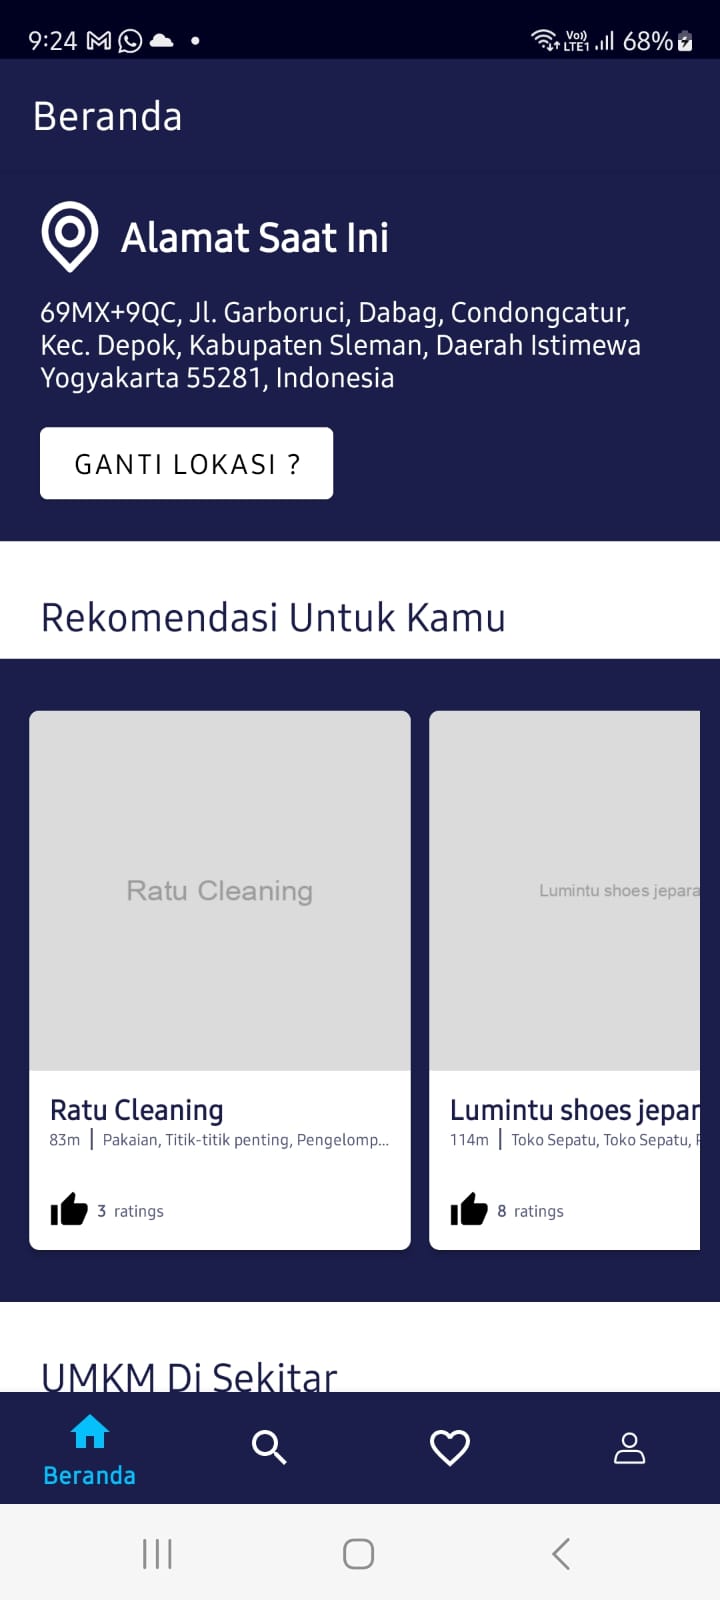 9:24
Vo)) LTE1
68%
Beranda
Alamat Saat Ini
69MX+9QC, Jl. Garboruci, Dabag, Condongcatur,
Kec. Depok, Kabupaten Sleman, Daerah Istimewa
Yogyakarta 55281, Indonesia
GANTI LOKASI ?
Rekomendasi Untuk Kamu
Ratu Cleaning
Lumintu shoes jepara
Ratu Cleaning
83m | Pakaian, Titik-titik penting, Pengelomp...
3 ratings
Lumintu shoes jepar
114m | Toko Sepatu, Toko Sepatu,
8 ratings
UMKM Di Sekitar
Beranda